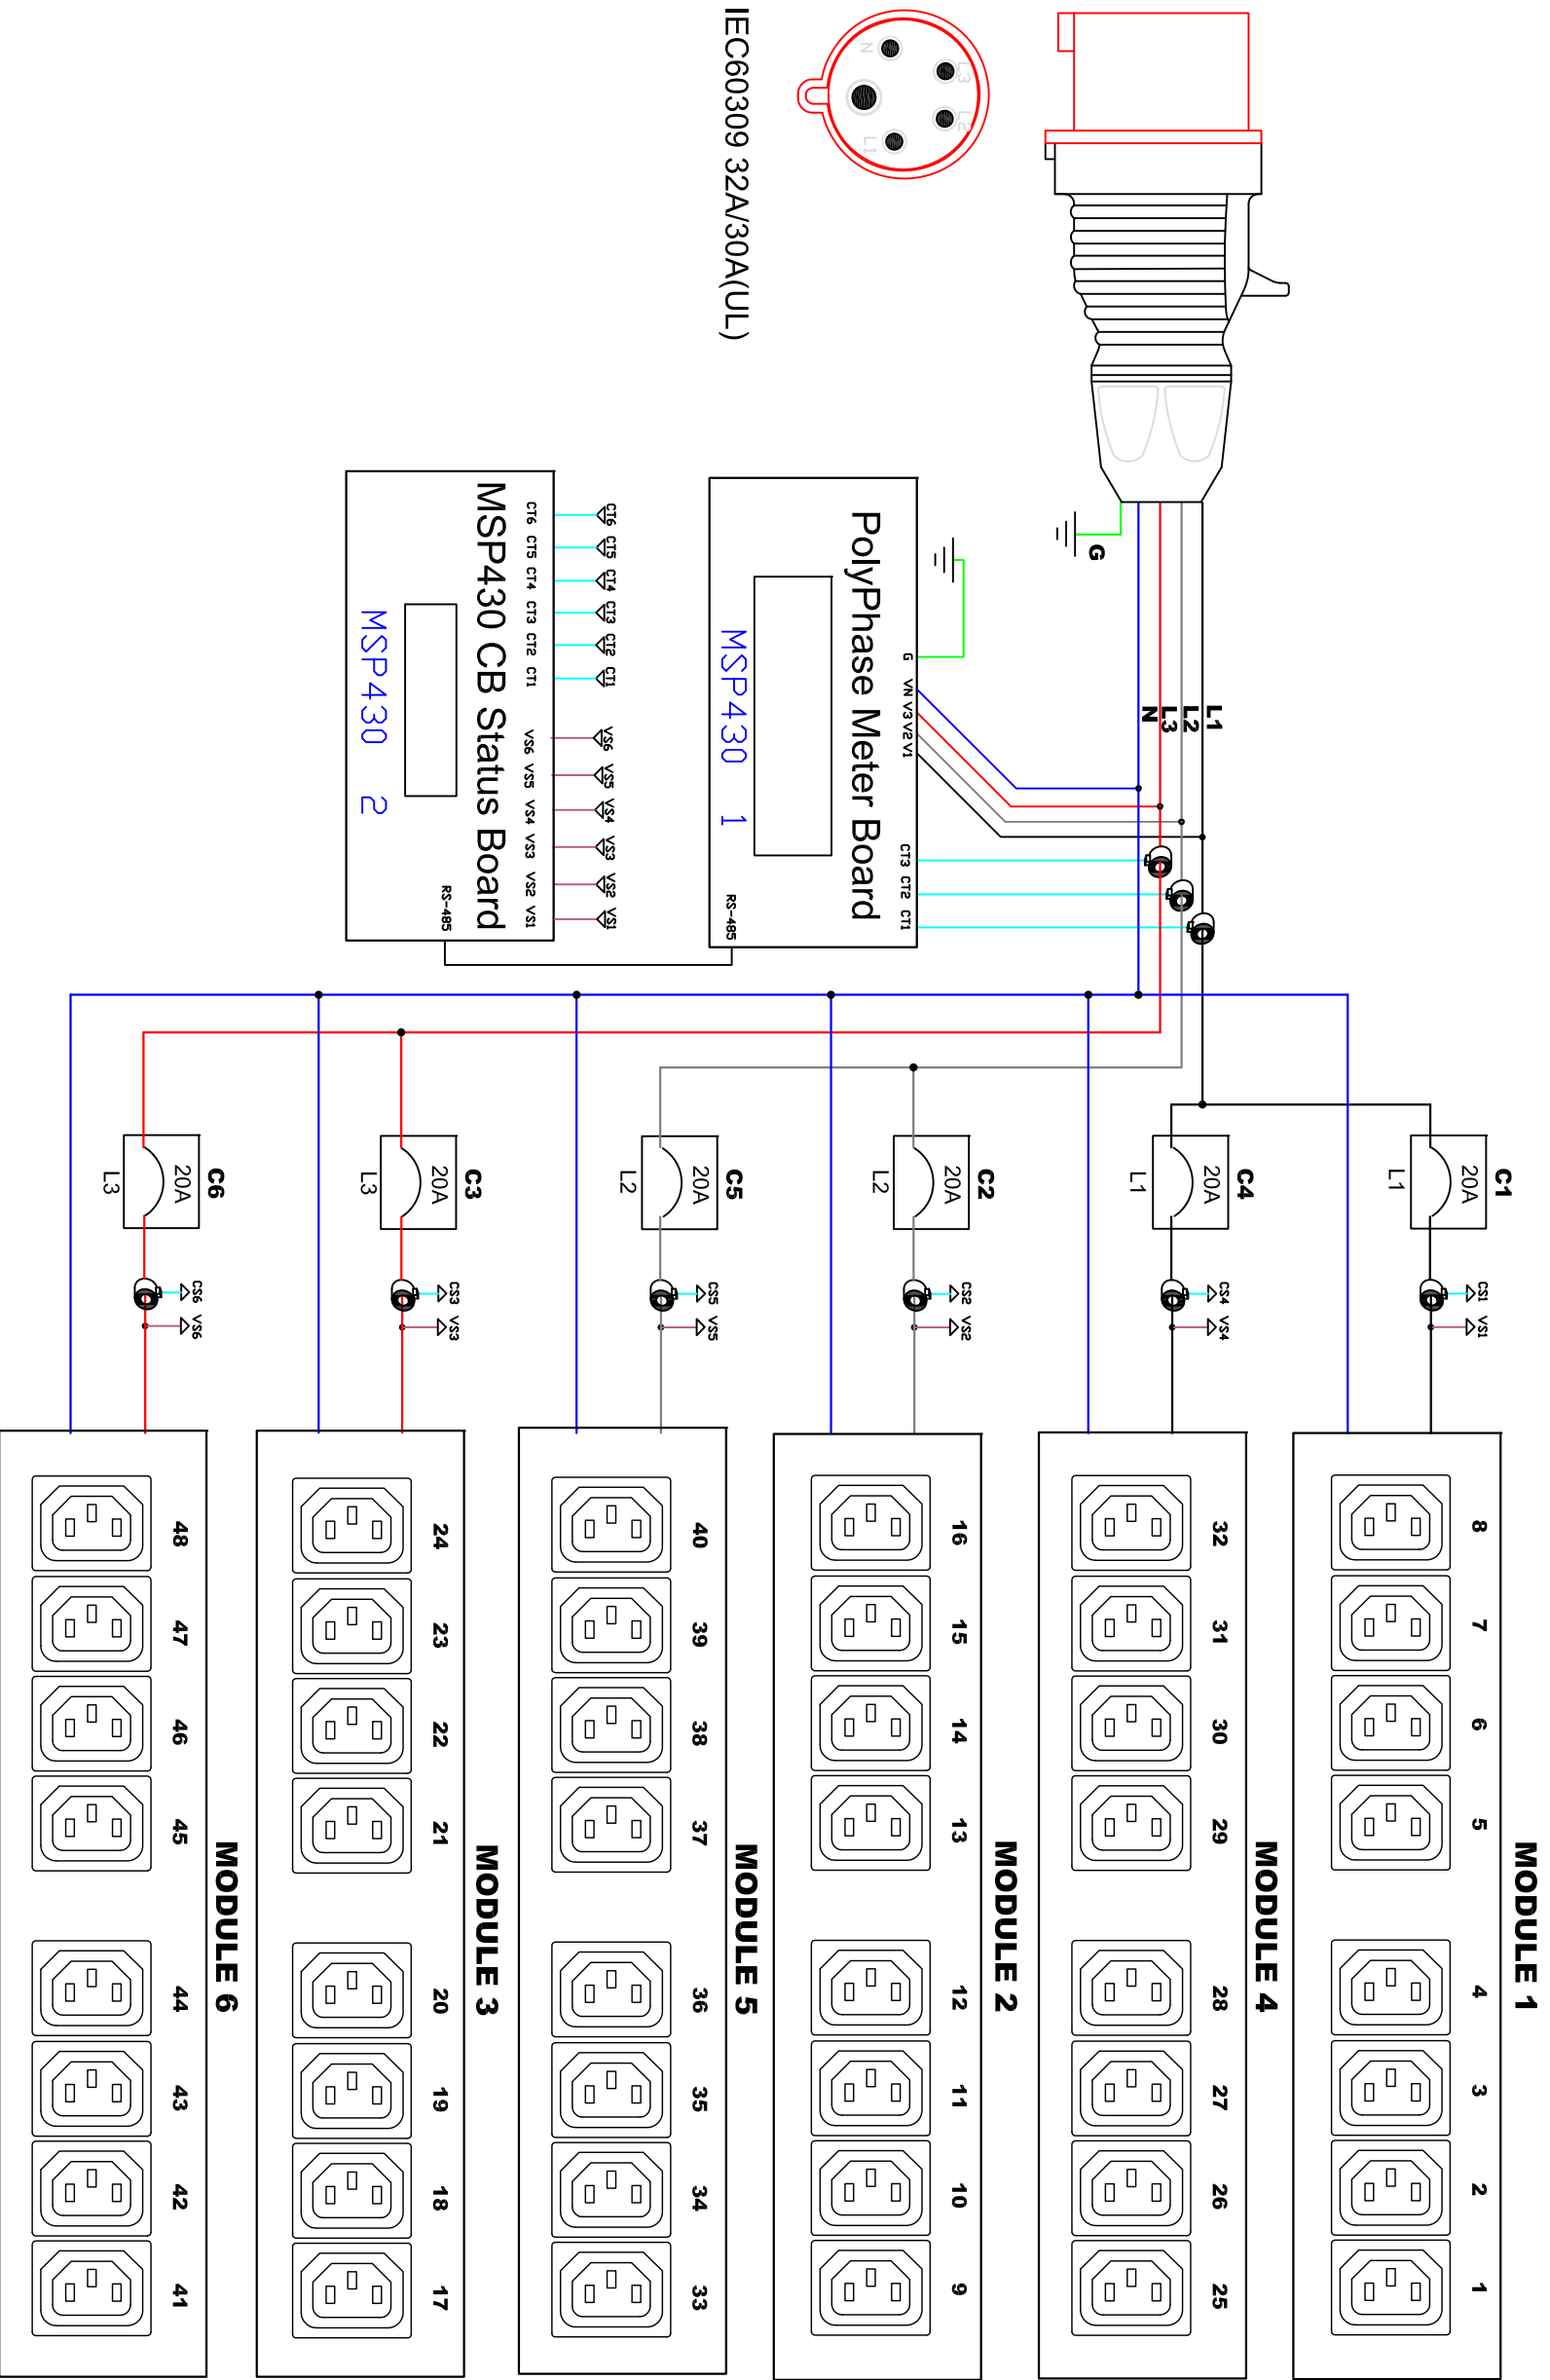 IEC60309 32A/30A(UL)
N
L3
L2
L1
G
L1
L2
L3
N
PolyPhase Meter Board
G VN V3 V2 V1 CT3 CT2 CT1
MSP430 1
RS-485
CT6 CT5 CT4 CT3 CT2 CT1 VS6 VS5 VS4 VS3 VS2 VS1
CT6 CT5 CT4 CT3 CT2 CT1 VS6 VS5 VS4 VS3 VS2 VS1
MSP430 CB Status Board
MSP430 2
RS-485
C1
20A
L1
CS1 VS1
MODULE 1
8 7 6 5 4 3 2 1
C4
20A
L1
CS4 VS4
MODULE 4
32 31 30 29 28 27 26 25
C2
20A
L2
CS2 VS2
MODULE 2
16 15 14 13 12 11 10 9
C5
20A
L2
CS5 VS5
MODULE 5
40 39 38 37 36 35 34 33
C3
20A
L3
CS3 VS3
MODULE 3
24 23 22 21 20 19 18 17
C6
20A
L3
CS6 VS6
MODULE 6
48 47 46 45 44 43 42 41